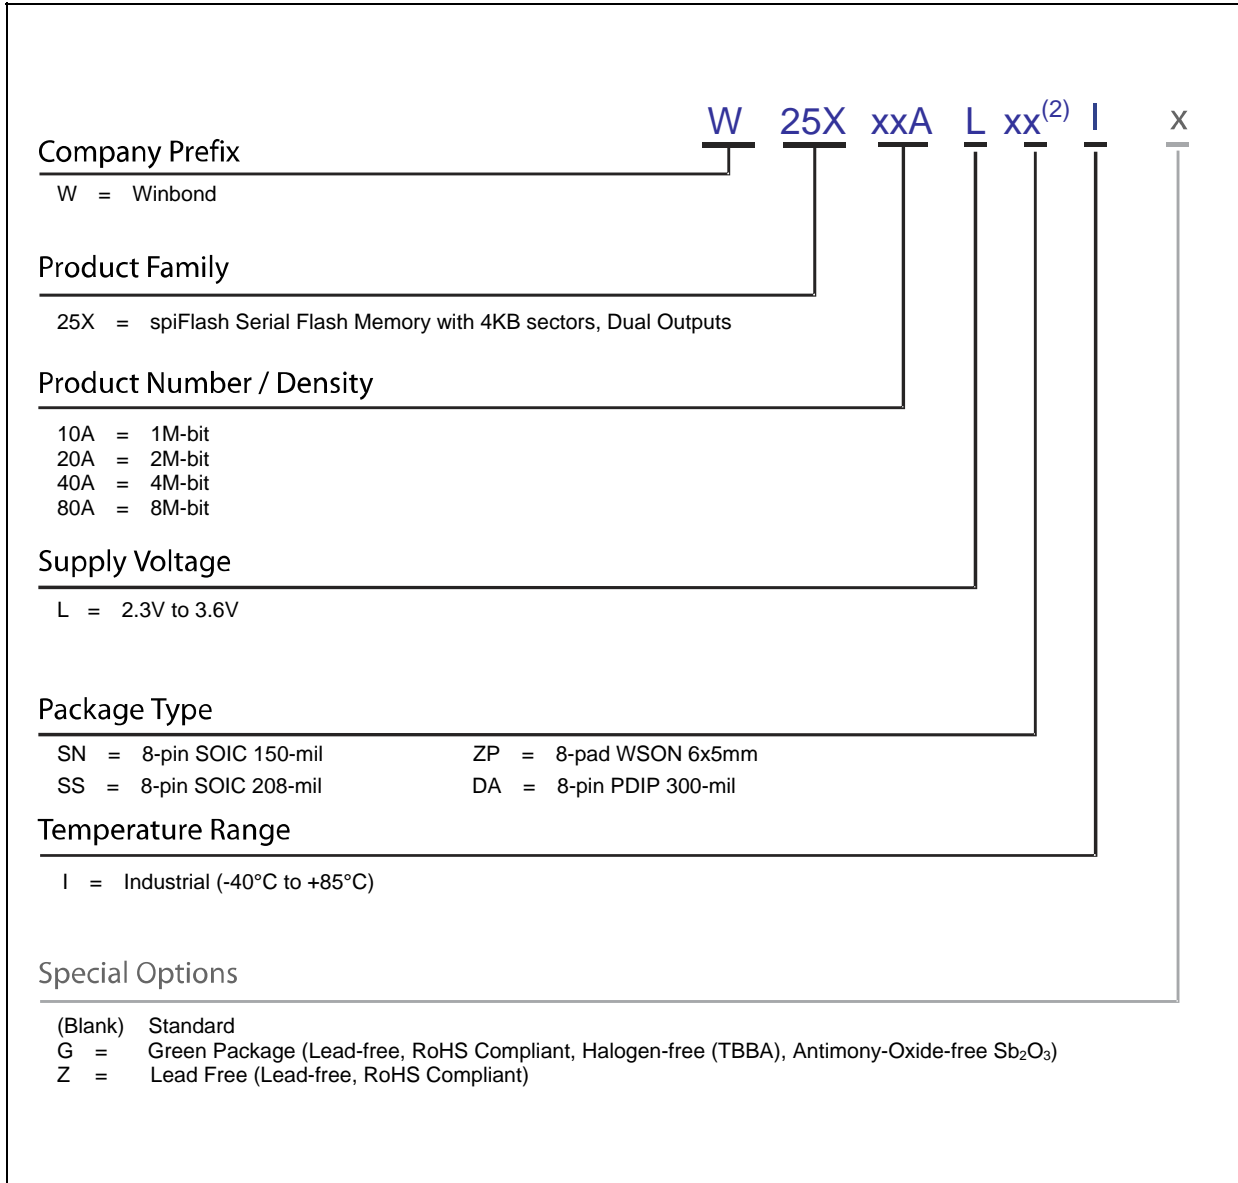 W 25X xxA L xx(2) I x
Company Prefix
W = Winbond
Product Family
25X = spiFlash Serial Flash Memory with 4KB sectors, Dual Outputs
Product Number / Density
10A = 1M-bit
20A = 2M-bit
40A = 4M-bit
80A = 8M-bit
Supply Voltage
L = 2.3V to 3.6V
Package Type
SN = 8-pin SOIC 150-mil ZP = 8-pad WSON 6x5mm
SS = 8-pin SOIC 208-mil DA = 8-pin PDIP 300-mil
Temperature Range
I = Industrial (-40°C to +85°C)
Special Options
(Blank) Standard
G = Green Package (Lead-free, RoHS Compliant, Halogen-free (TBBA), Antimony-Oxide-free Sb₂O₃)
Z = Lead Free (Lead-free, RoHS Compliant)